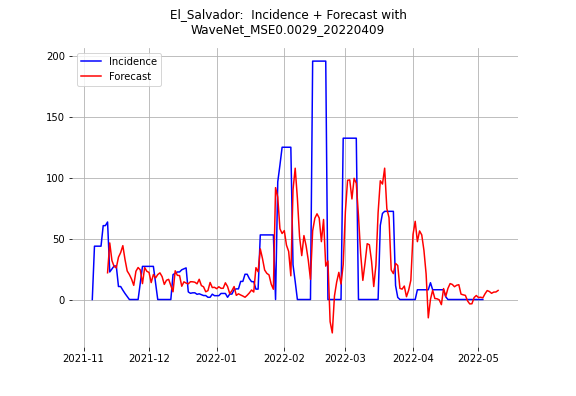 El_Salvador:  Incidence + Forecast with
WaveNet_MSE0.0029_20220409
Incidence
Forecast
200
150
100
50
0
2021-11 2021-12 2022-01 2022-02 2022-03 2022-04 2022-05